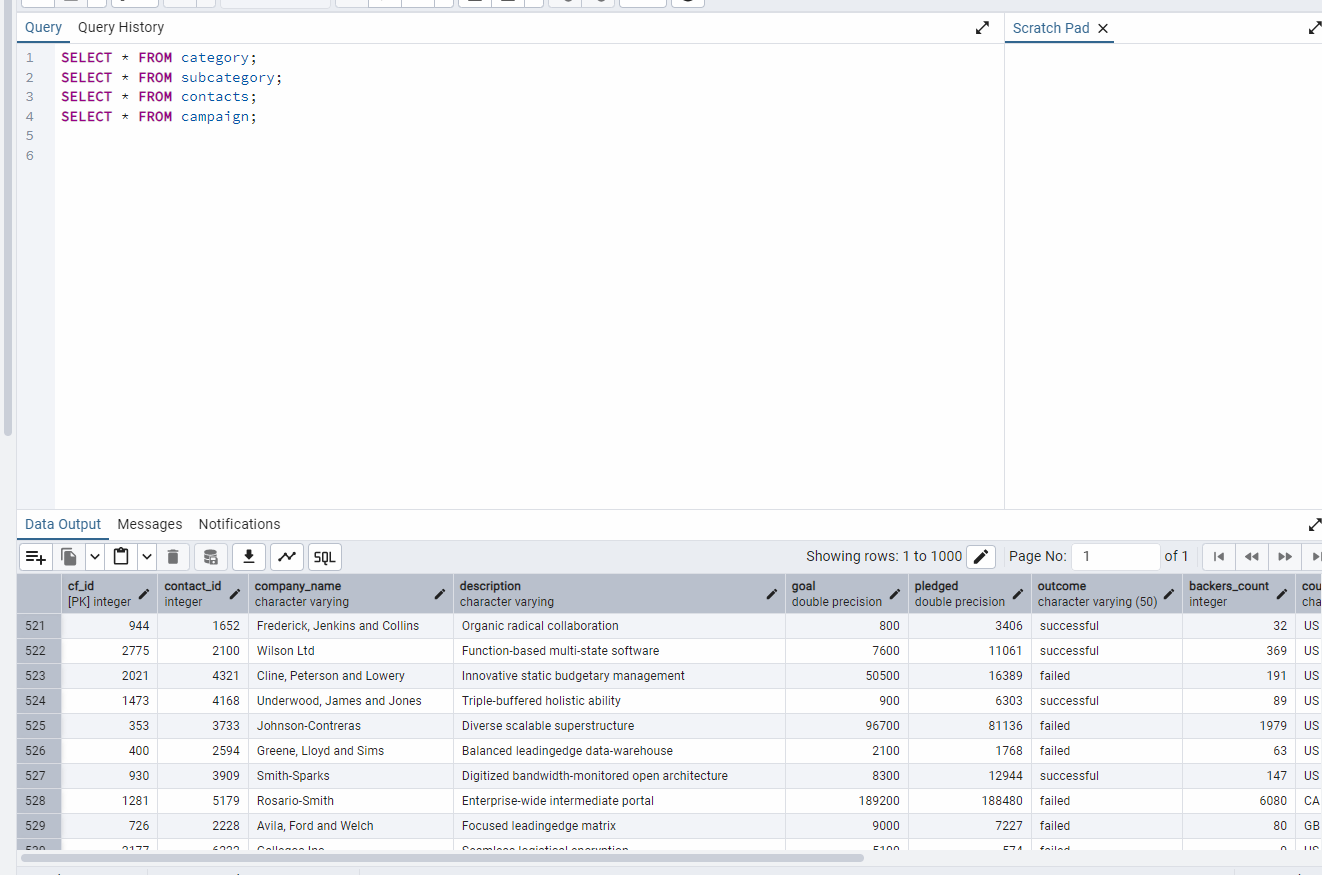 Query Query History Scratch Pad
1 SELECT * FROM category;
2 SELECT * FROM subcategory;
3 SELECT * FROM contacts;
4 SELECT * FROM campaign;
5
6
Data Output Messages Notifications
SQL Showing rows: 1 to 1000 Page No: 1 of 1
cf_id contact_id company_name description goal pledged outcome backers_count cou
[PK] integer integer character varying character varying double precision double precision character varying (50) integer cha
521 944 1652 Frederick, Jenkins and Collins Organic radical collaboration 800 3406 successful 32 US
522 2775 2100 Wilson Ltd Function-based multi-state software 7600 11061 successful 369 US
523 2021 4321 Cline, Peterson and Lowery Innovative static budgetary management 50500 16389 failed 191 US
524 1473 4168 Underwood, James and Jones Triple-buffered holistic ability 900 6303 successful 89 US
525 353 3733 Johnson-Contreras Diverse scalable superstructure 96700 81136 failed 1979 US
526 400 2594 Greene, Lloyd and Sims Balanced leadingedge data-warehouse 2100 1768 failed 63 US
527 930 3909 Smith-Sparks Digitized bandwidth-monitored open architecture 8300 12944 successful 147 US
528 1281 5179 Rosario-Smith Enterprise-wide intermediate portal 189200 188480 failed 6080 CA
529 726 2228 Avila, Ford and Welch Focused leadingedge matrix 9000 7227 failed 80 GB